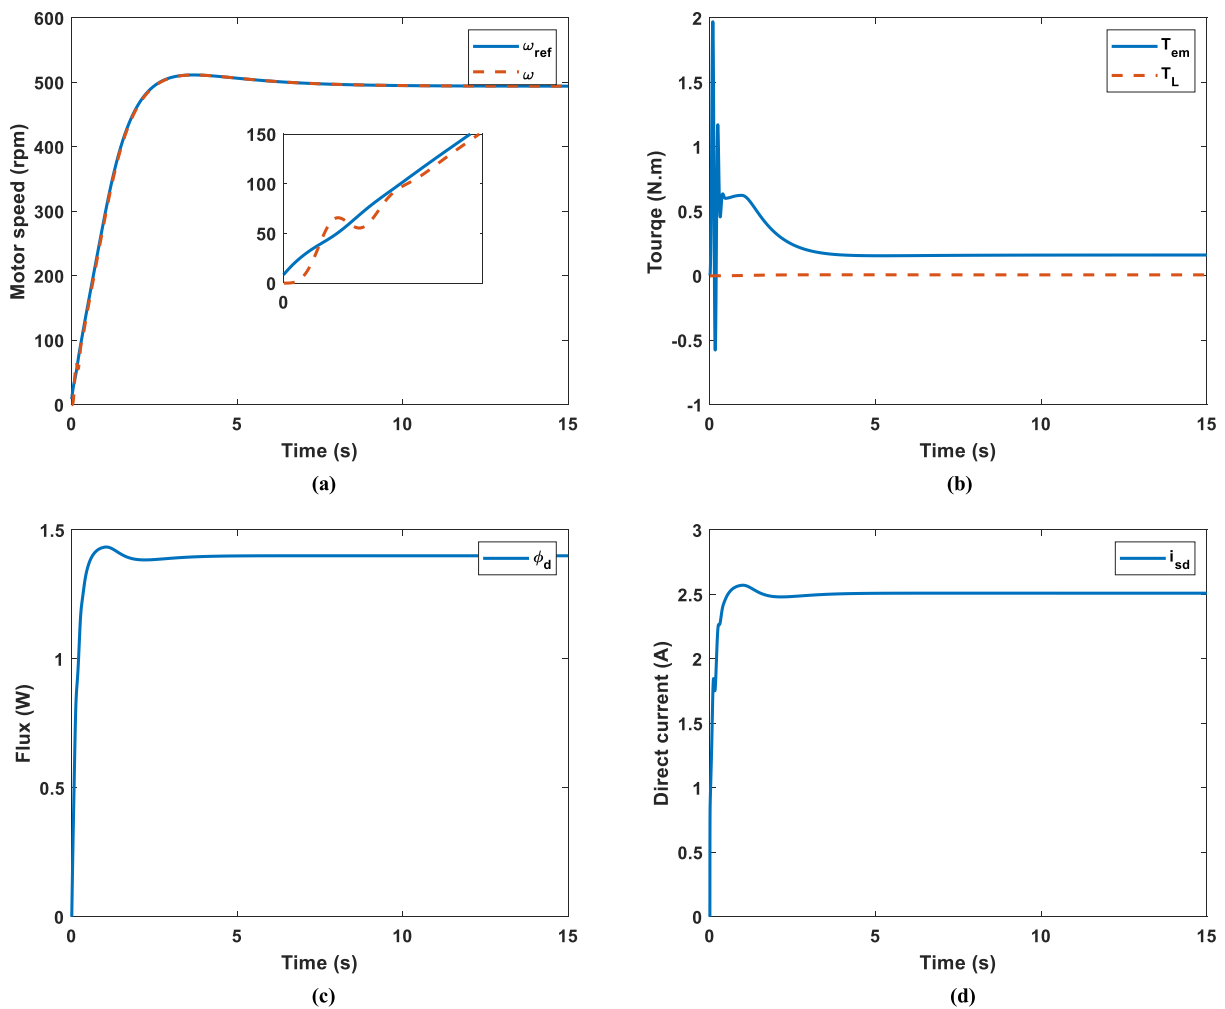 600
500
400
300
200
100
0
Motor speed (rpm)
ω_ref
ω
150
100
50
0
0
0 5 10 15
Time (s)
(a)
2
1.5
1
0.5
0
-0.5
-1
Tourqe (N.m)
T_em
T_L
0 5 10 15
Time (s)
(b)
1.5
1
0.5
0
Flux (W)
ϕ_d
0 5 10 15
Time (s)
(c)
3
2.5
2
1.5
1
0.5
0
Direct current (A)
i_sd
0 5 10 15
Time (s)
(d)